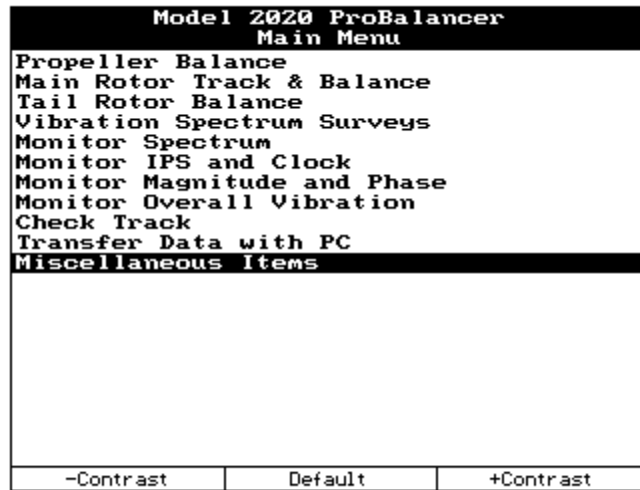 Model 2020 ProBalancer
Main Menu
Propeller Balance
Main Rotor Track & Balance
Tail Rotor Balance
Vibration Spectrum Surveys
Monitor Spectrum
Monitor IPS and Clock
Monitor Magnitude and Phase
Monitor Overall Vibration
Check Track
Transfer Data with PC
Miscellaneous Items
-Contrast Default +Contrast